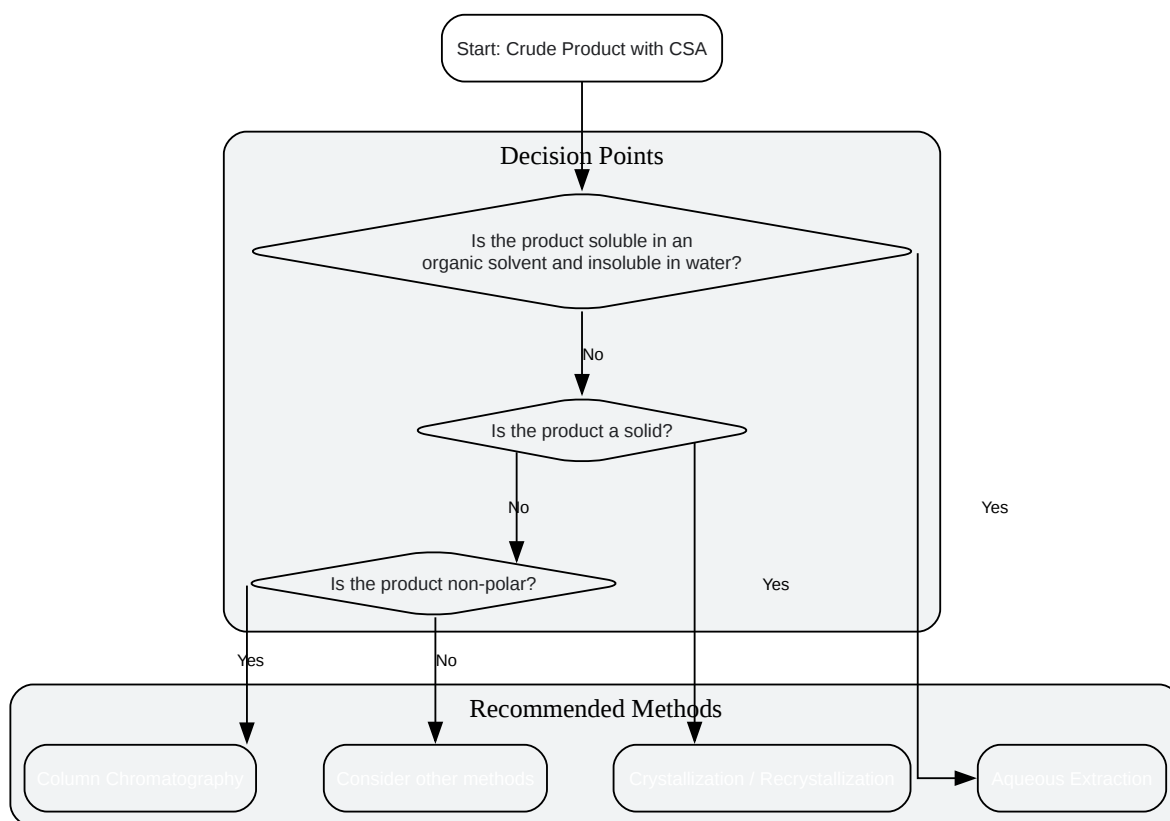 Start: Crude Product with CSA
Decision Points
Is the product soluble in an
organic solvent and insoluble in water?
No
Is the product a solid?
No
Yes
Is the product non-polar?
Yes
Yes
No
Recommended Methods
Column Chromatography
Consider other methods
Crystallization / Recrystallization
Aqueous Extraction